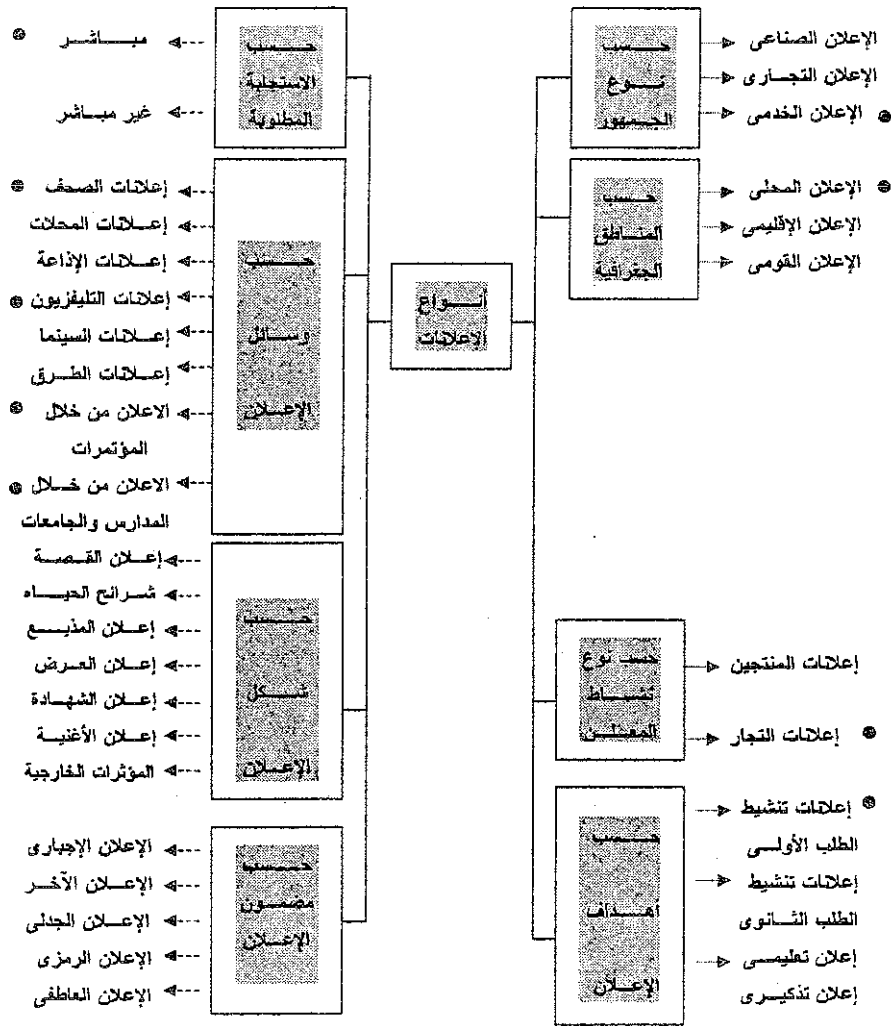 أنواع
الإعلانات
حسب
نوع
الجمهور
الإعلان الصناعى
الإعلان التجارى
الإعلان الخدمى
حسب
المناطق
الجغرافية
الإعلان المحلى
الإعلان الإقليمى
الإعلان القومى
حسب نوع
نشاط
المعلن
إعلانات المنتجين
إعلانات التجار
حسب
أهداف
الإعلان
إعلانات تنشيط
الطلب الأولى
إعلانات تنشيط
الطلب الثانوى
إعلان تعليمى
إعلان تذكيرى
حسب
الاستجابة
المطلوبة
مباشر
غير مباشر
حسب
وسائل
الإعلان
إعلانات الصحف
إعلانات المحلات
إعلانات الإذاعة
إعلانات التليفزيون
إعلانات السينما
إعلانات الطرق
الاعلان من خلال
المؤتمرات
الاعلان من خلال
المدارس والجامعات
حسب
شكل
الإعلان
إعلان القصة
شرائح الحياه
إعلان المذيع
إعلان العرض
إعلان الشهادة
إعلان الأغنية
المؤثرات الخارجية
حسب
مضمون
الإعلان
الإعلان الإجبارى
الإعلان الآخر
الإعلان الجدلى
الإعلان الرمزى
الإعلان العاطفى